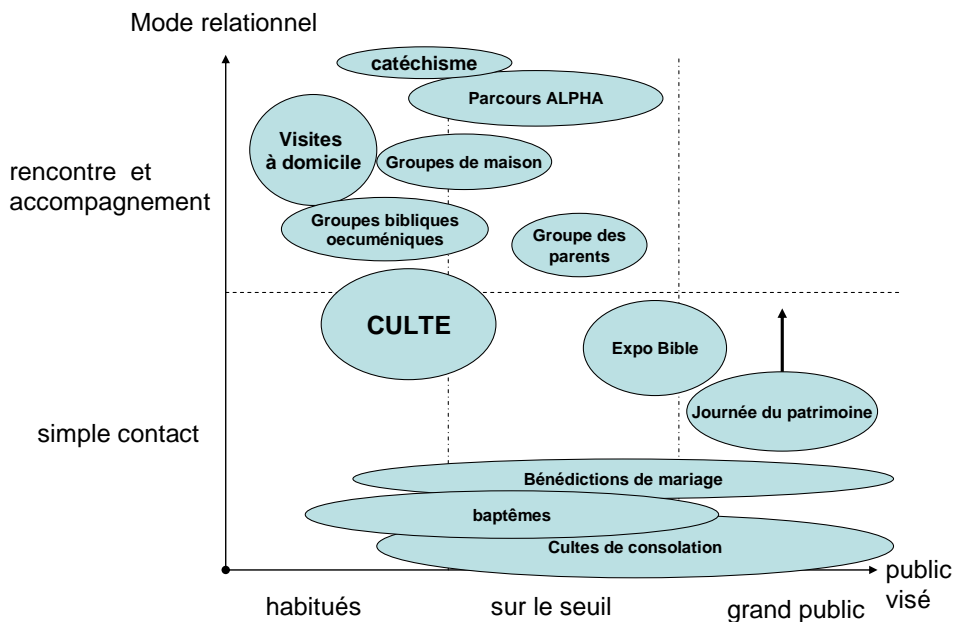 Mode relationnel
catéchisme
Parcours ALPHA
Visites
à domicile
Groupes de maison
rencontre et
accompagnement
Groupes bibliques
oecuméniques
Groupe des
parents
CULTE
Expo Bible
Journée du patrimoine
simple contact
Bénédictions de mariage
baptêmes
Cultes de consolation
public
visé
habitués
sur le seuil
grand public